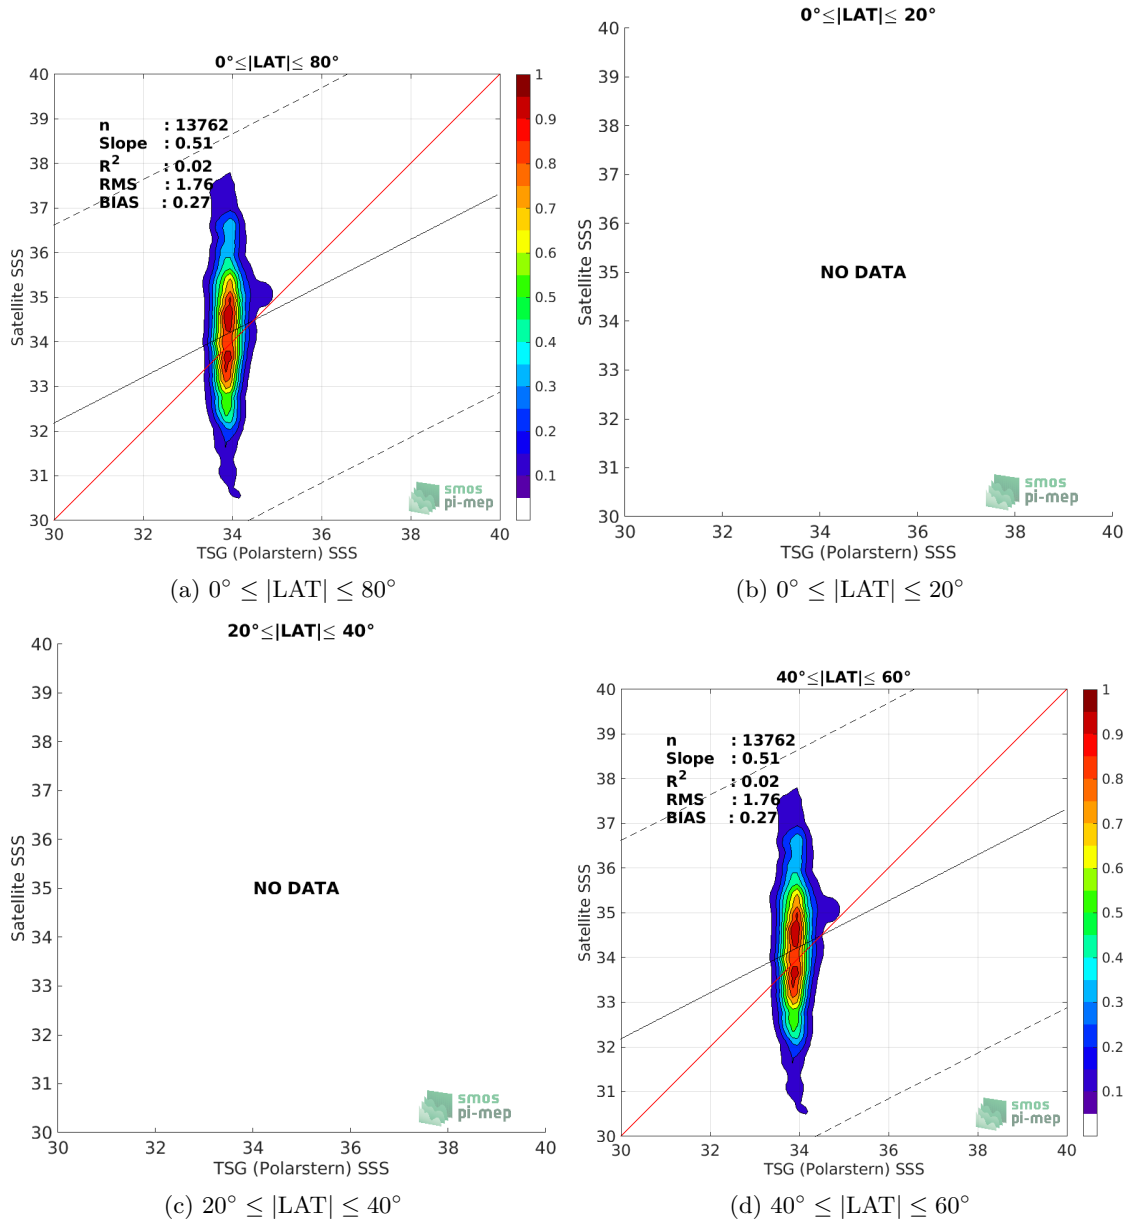 0°≤|LAT|≤ 80°
40
39
38
37
36
35
34
33
32
31
30
Satellite SSS
n : 13762
Slope : 0.51
R2 : 0.02
RMS : 1.76
BIAS : 0.27
1
0.9
0.8
0.7
0.6
0.5
0.4
0.3
0.2
0.1
smos
pi-mep
30 32 34 36 38 40
TSG (Polarstern) SSS
(a) 0° ≤ |LAT| ≤ 80°
0°≤|LAT|≤ 20°
40
39
38
37
36
35
34
33
32
31
30
Satellite SSS
NO DATA
smos
pi-mep
30 32 34 36 38 40
TSG (Polarstern) SSS
(b) 0° ≤ |LAT| ≤ 20°
20°≤|LAT|≤ 40°
40
39
38
37
36
35
34
33
32
31
30
Satellite SSS
NO DATA
smos
pi-mep
30 32 34 36 38 40
TSG (Polarstern) SSS
(c) 20° ≤ |LAT| ≤ 40°
40°≤|LAT|≤ 60°
40
39
38
37
36
35
34
33
32
31
30
Satellite SSS
n : 13762
Slope : 0.51
R2 : 0.02
RMS : 1.76
BIAS : 0.27
1
0.9
0.8
0.7
0.6
0.5
0.4
0.3
0.2
0.1
smos
pi-mep
30 32 34 36 38 40
TSG (Polarstern) SSS
(d) 40° ≤ |LAT| ≤ 60°